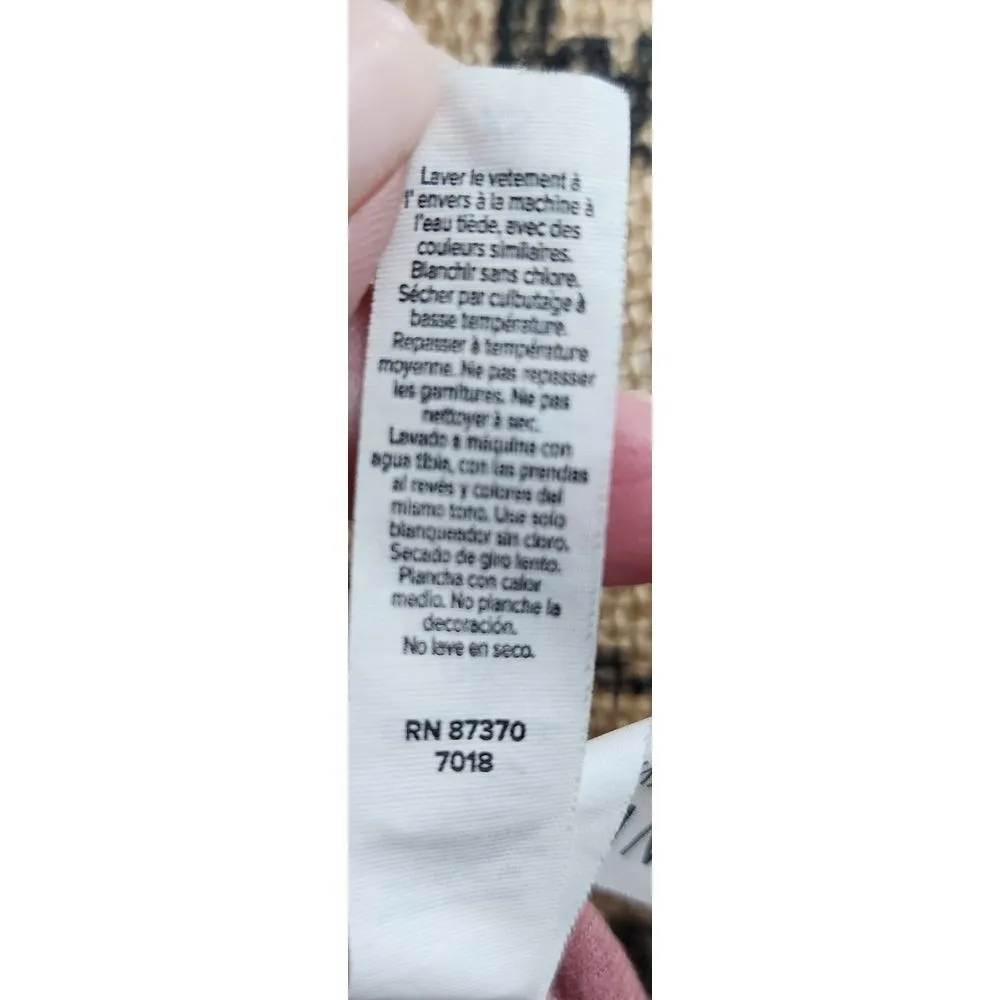 Laver le vetement à
l' envers à la machine à
l'eau tiède, avec des
couleurs similaires.
Blanchir sans chlore.
Sécher par culbutage à
basse température.
Repasser à température
moyenne. Ne pas repasser
les garnitures. Ne pas
nettoyer à sec.
Lavado a máquina con
agua tibia, con las prendas
al revés y colores del
mismo tono. Use solo
blanqueador sin cloro.
Secado de giro lento.
Plancha con calor
medio. No planche la
decoración.
No lave en seco.
RN 87370
7018